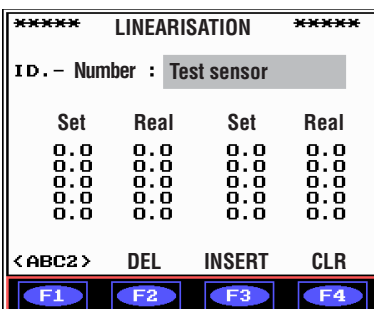 ***** LINEARISATION *****
ID.- Number : Test sensor
Set Real Set Real
0.0 0.0 0.0 0.0
0.0 0.0 0.0 0.0
0.0 0.0 0.0 0.0
0.0 0.0 0.0 0.0
0.0 0.0 0.0 0.0
<ABC2> DEL INSERT CLR
F1 F2 F3 F4